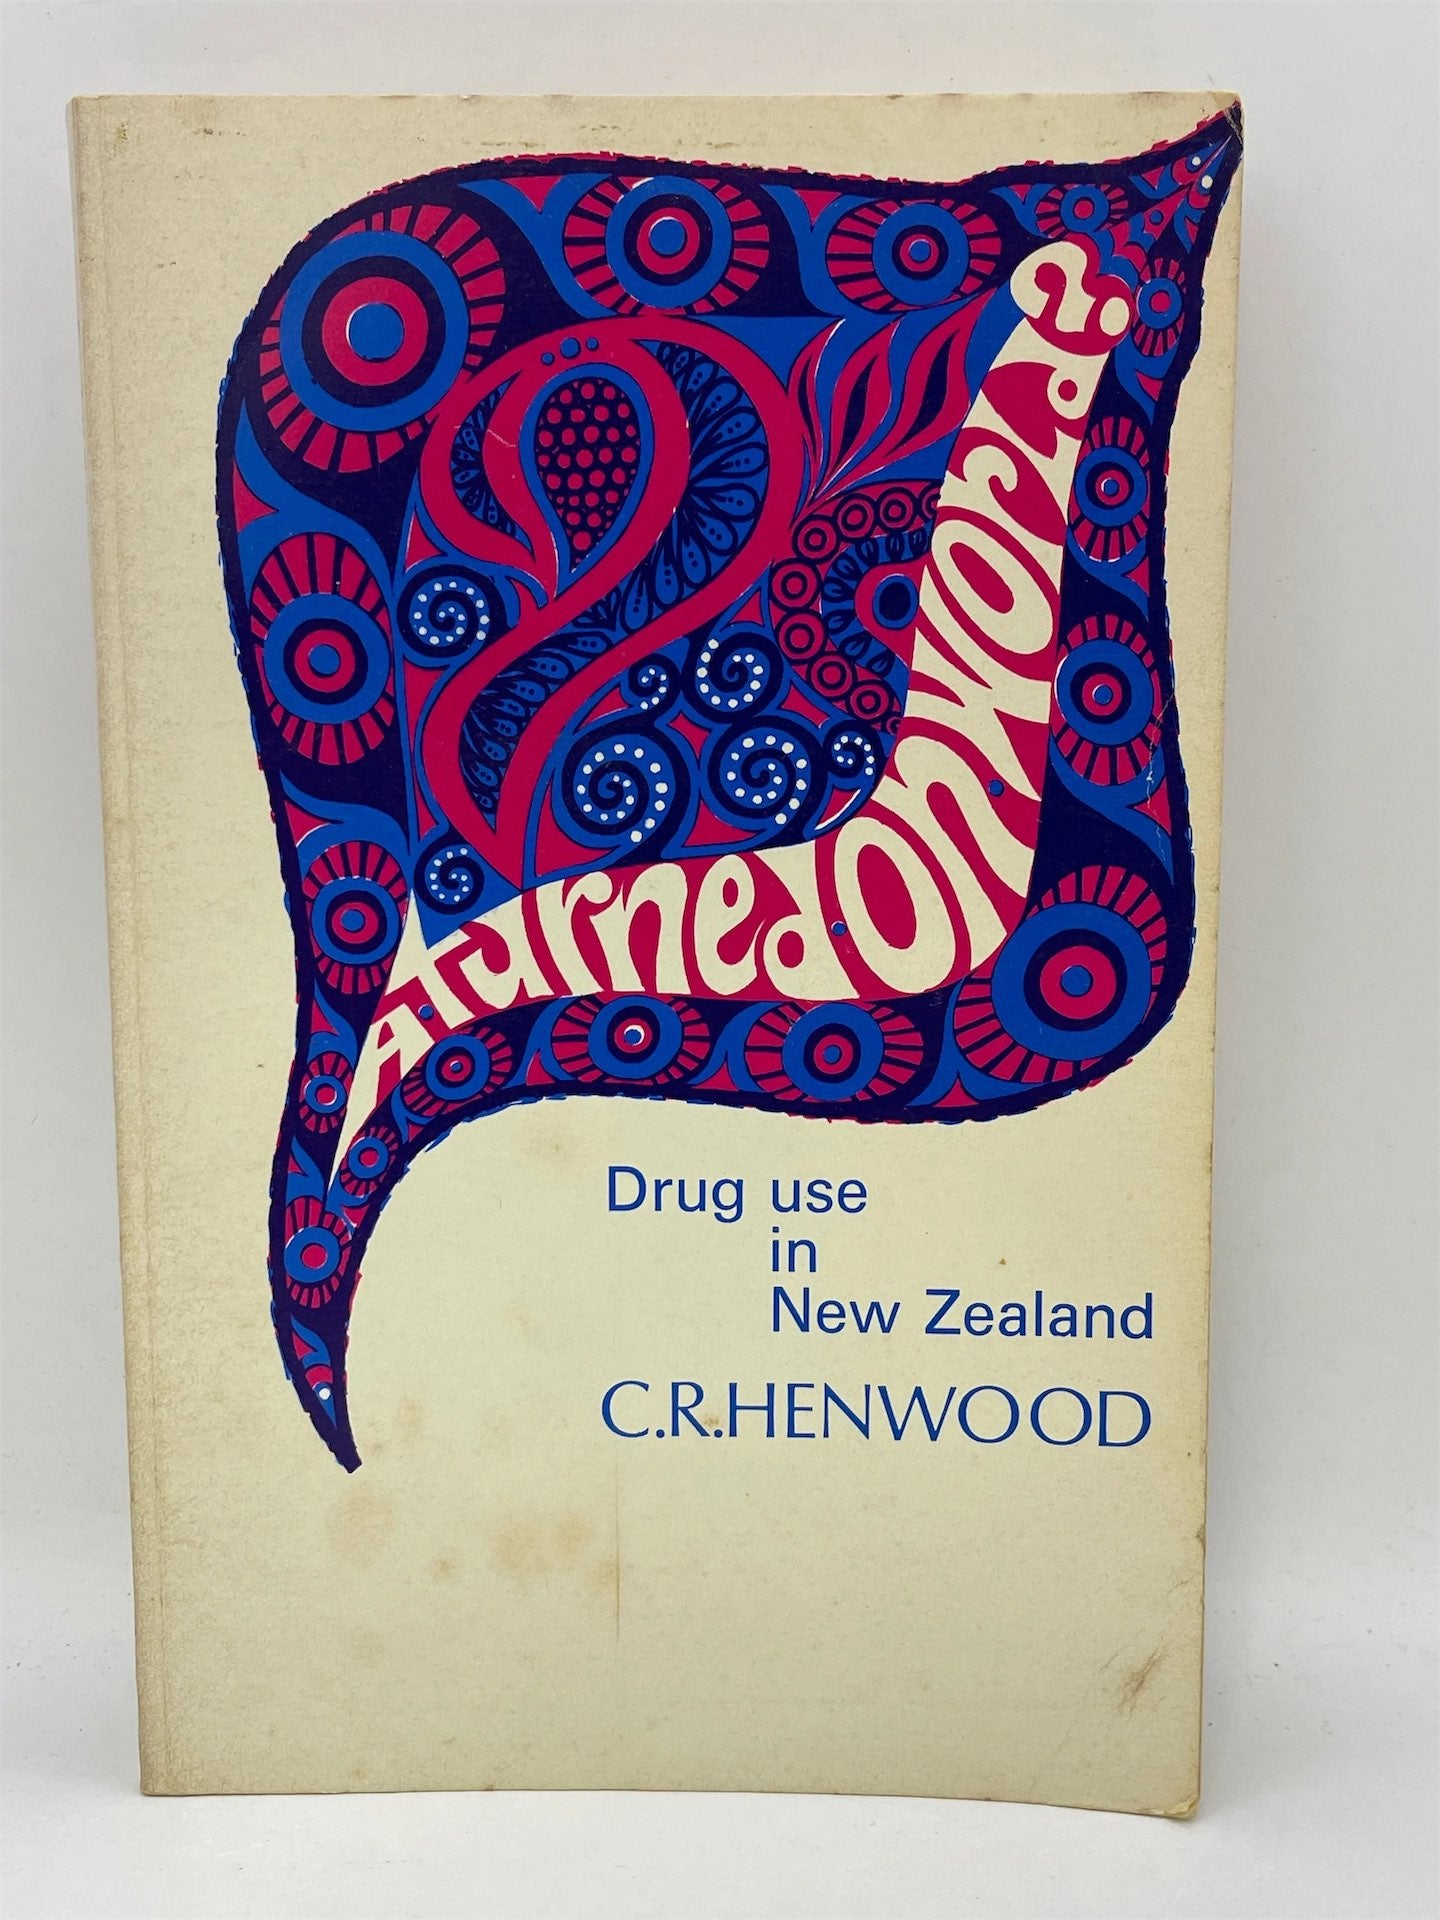 A Turned On World?
Drug use
in
New Zealand
C.R.HENWOOD